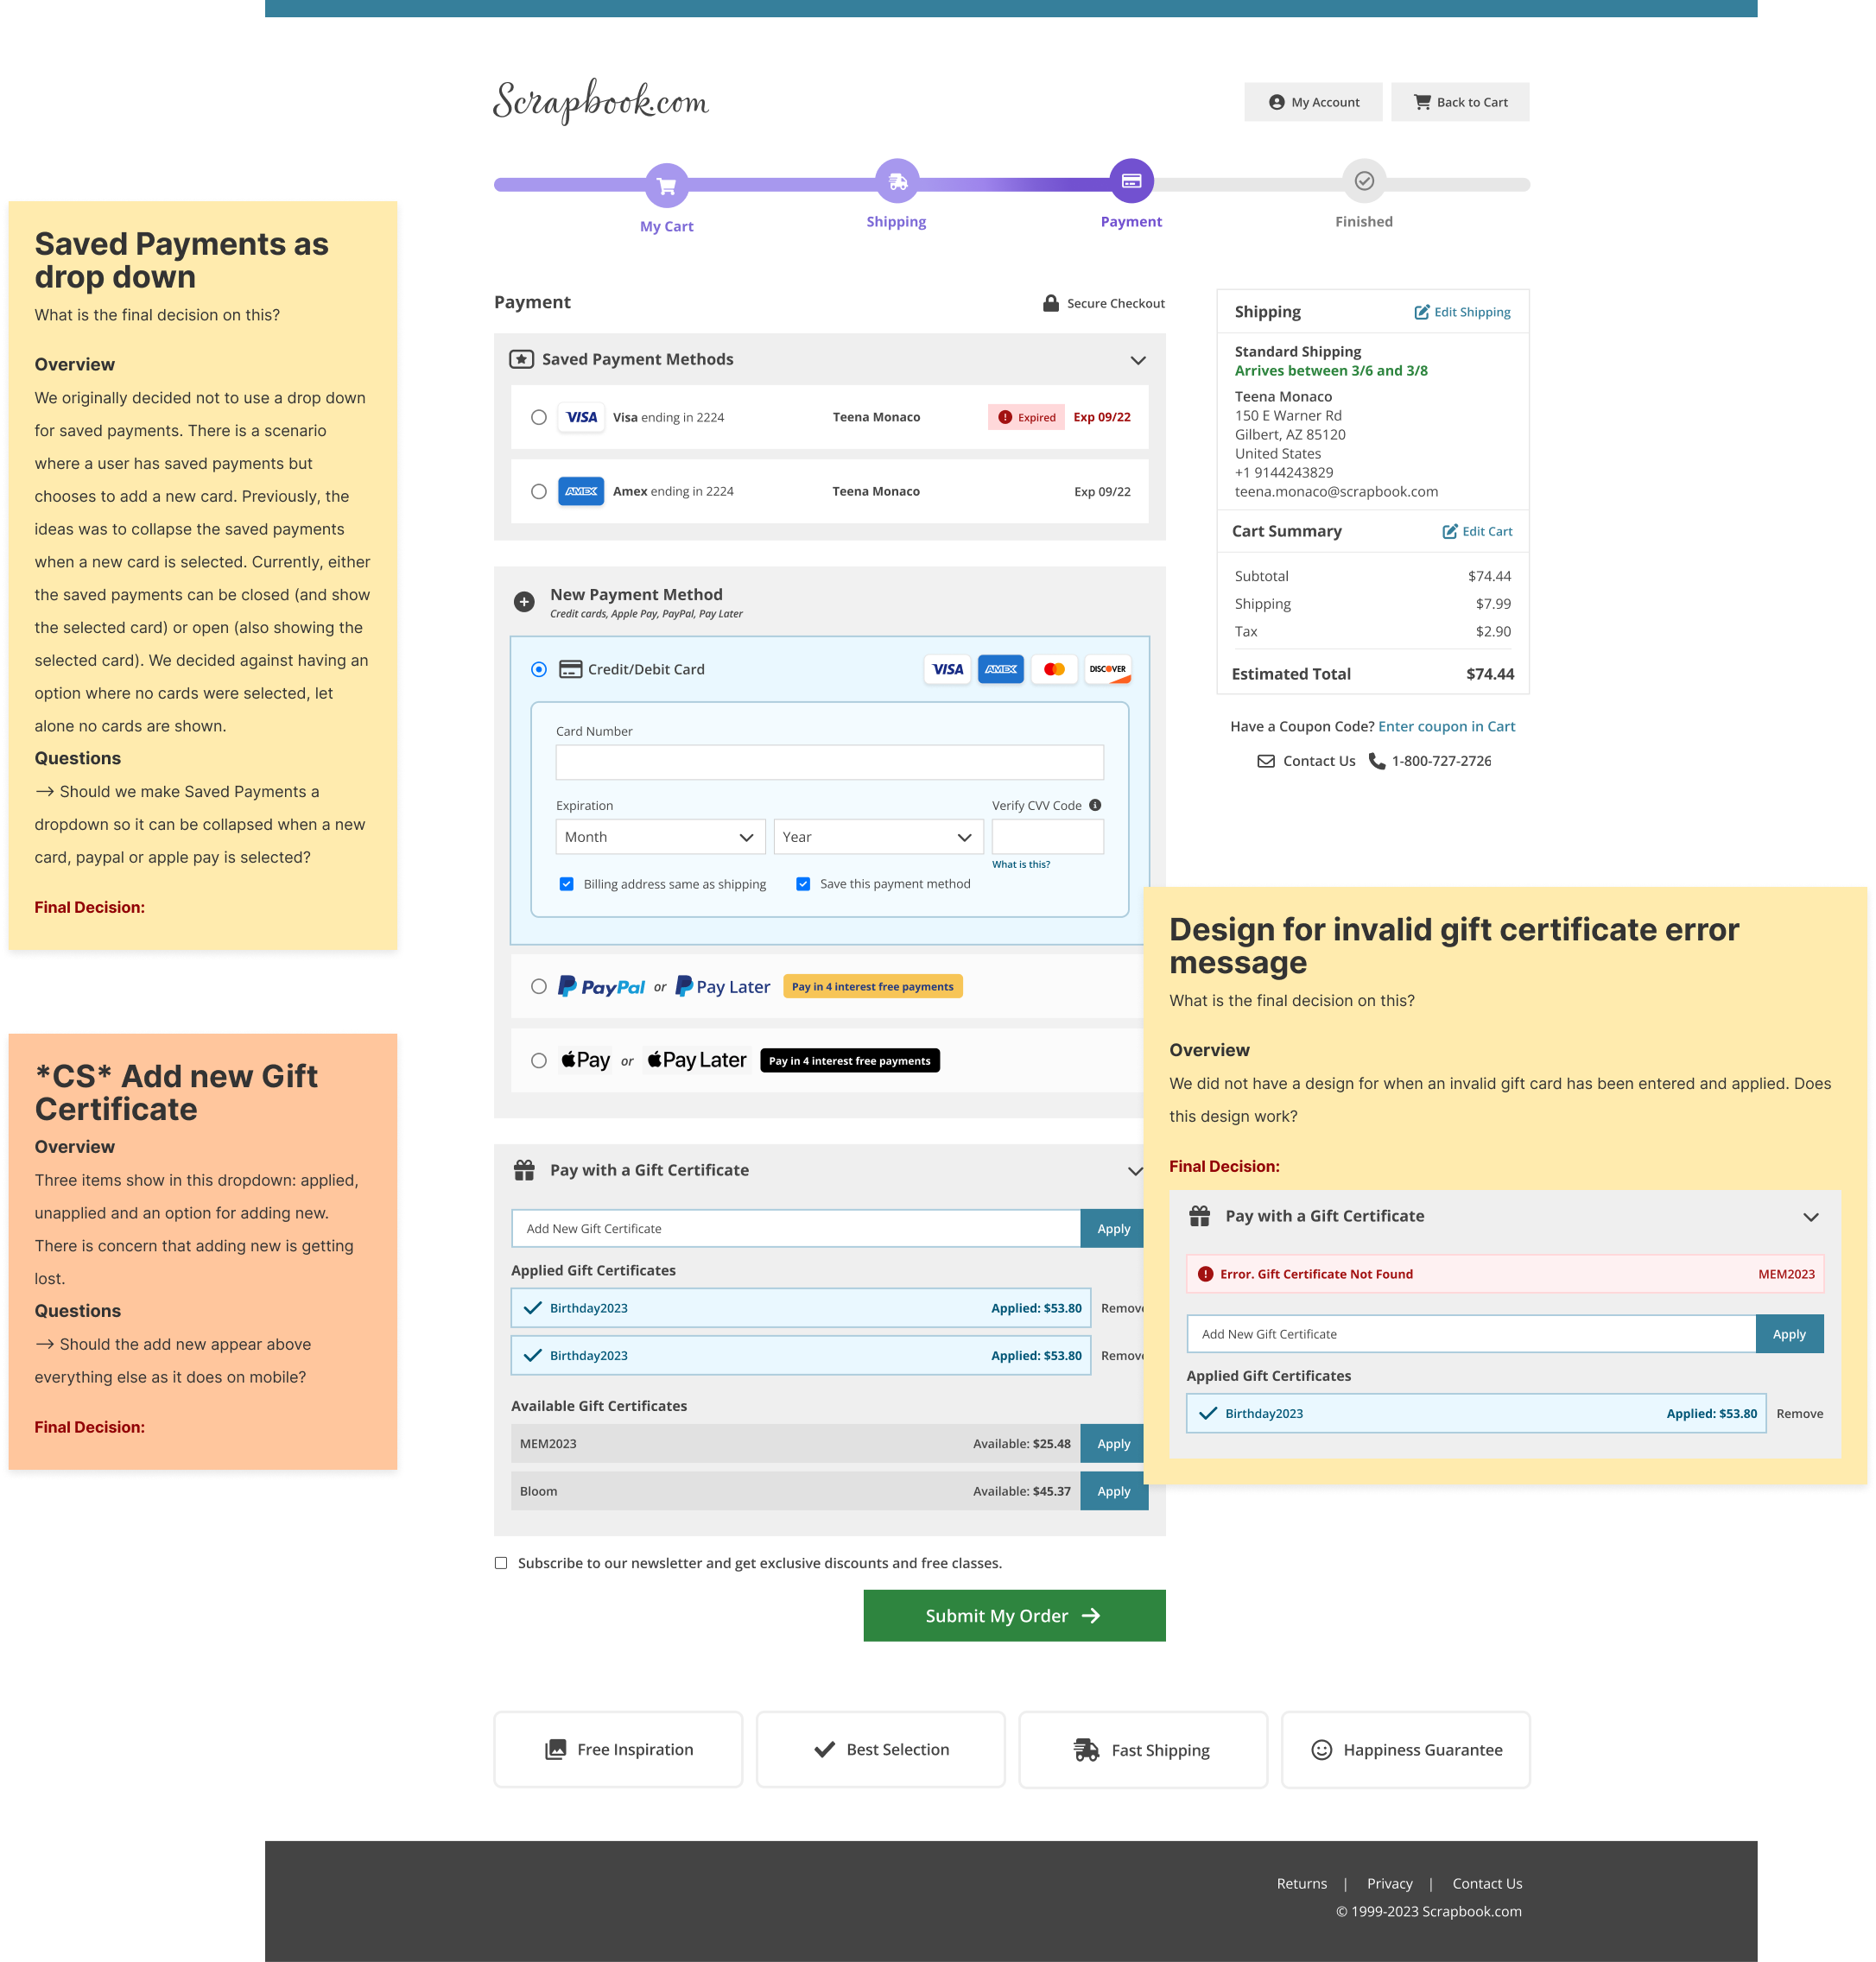 Scrapbook.com
My Account
Back to Cart
My Cart
Shipping
Payment
Finished
Saved Payments as
drop down
What is the final decision on this?
Overview
We originally decided not to use a drop down
for saved payments. There is a scenario
where a user has saved payments but
chooses to add a new card. Previously, the
ideas was to collapse the saved payments
when a new card is selected. Currently, either
the saved payments can be closed (and show
the selected card) or open (also showing the
selected card). We decided against having an
option where no cards were selected, let
alone no cards are shown.
Questions
→ Should we make Saved Payments a
dropdown so it can be collapsed when a new
card, paypal or apple pay is selected?
Final Decision:
*CS* Add new Gift
Certificate
Overview
Three items show in this dropdown: applied,
unapplied and an option for adding new.
There is concern that adding new is getting
lost.
Questions
→ Should the add new appear above
everything else as it does on mobile?
Final Decision:
Payment
Secure Checkout
Saved Payment Methods
VISA Visa ending in 2224 Teena Monaco Expired Exp 09/22
AMEX Amex ending in 2224 Teena Monaco Exp 09/22
New Payment Method
Credit cards, Apple Pay, PayPal, Pay Later
Credit/Debit Card VISA AMEX DISCOVER
Card Number
Expiration
Verify CVV Code
Month
Year
What is this?
Billing address same as shipping
Save this payment method
PayPal or Pay Later Pay in 4 interest free payments
Pay or Pay Later Pay in 4 interest free payments
Pay with a Gift Certificate
Add New Gift Certificate Apply
Applied Gift Certificates
Birthday2023 Applied: $53.80 Remove
Birthday2023 Applied: $53.80 Remove
Available Gift Certificates
MEM2023 Available: $25.48 Apply
Bloom Available: $45.37 Apply
Subscribe to our newsletter and get exclusive discounts and free classes.
Submit My Order
Shipping Edit Shipping
Standard Shipping
Arrives between 3/6 and 3/8
Teena Monaco
150 E Warner Rd
Gilbert, AZ 85120
United States
+1 9144243829
teena.monaco@scrapbook.com
Cart Summary Edit Cart
Subtotal $74.44
Shipping $7.99
Tax $2.90
Estimated Total $74.44
Have a Coupon Code? Enter coupon in Cart
Contact Us 1-800-727-2726
Design for invalid gift certificate error
message
What is the final decision on this?
Overview
We did not have a design for when an invalid gift card has been entered and applied. Does
this design work?
Final Decision:
Pay with a Gift Certificate
Error. Gift Certificate Not Found MEM2023
Add New Gift Certificate Apply
Applied Gift Certificates
Birthday2023 Applied: $53.80 Remove
Free Inspiration
Best Selection
Fast Shipping
Happiness Guarantee
Returns | Privacy | Contact Us
© 1999-2023 Scrapbook.com